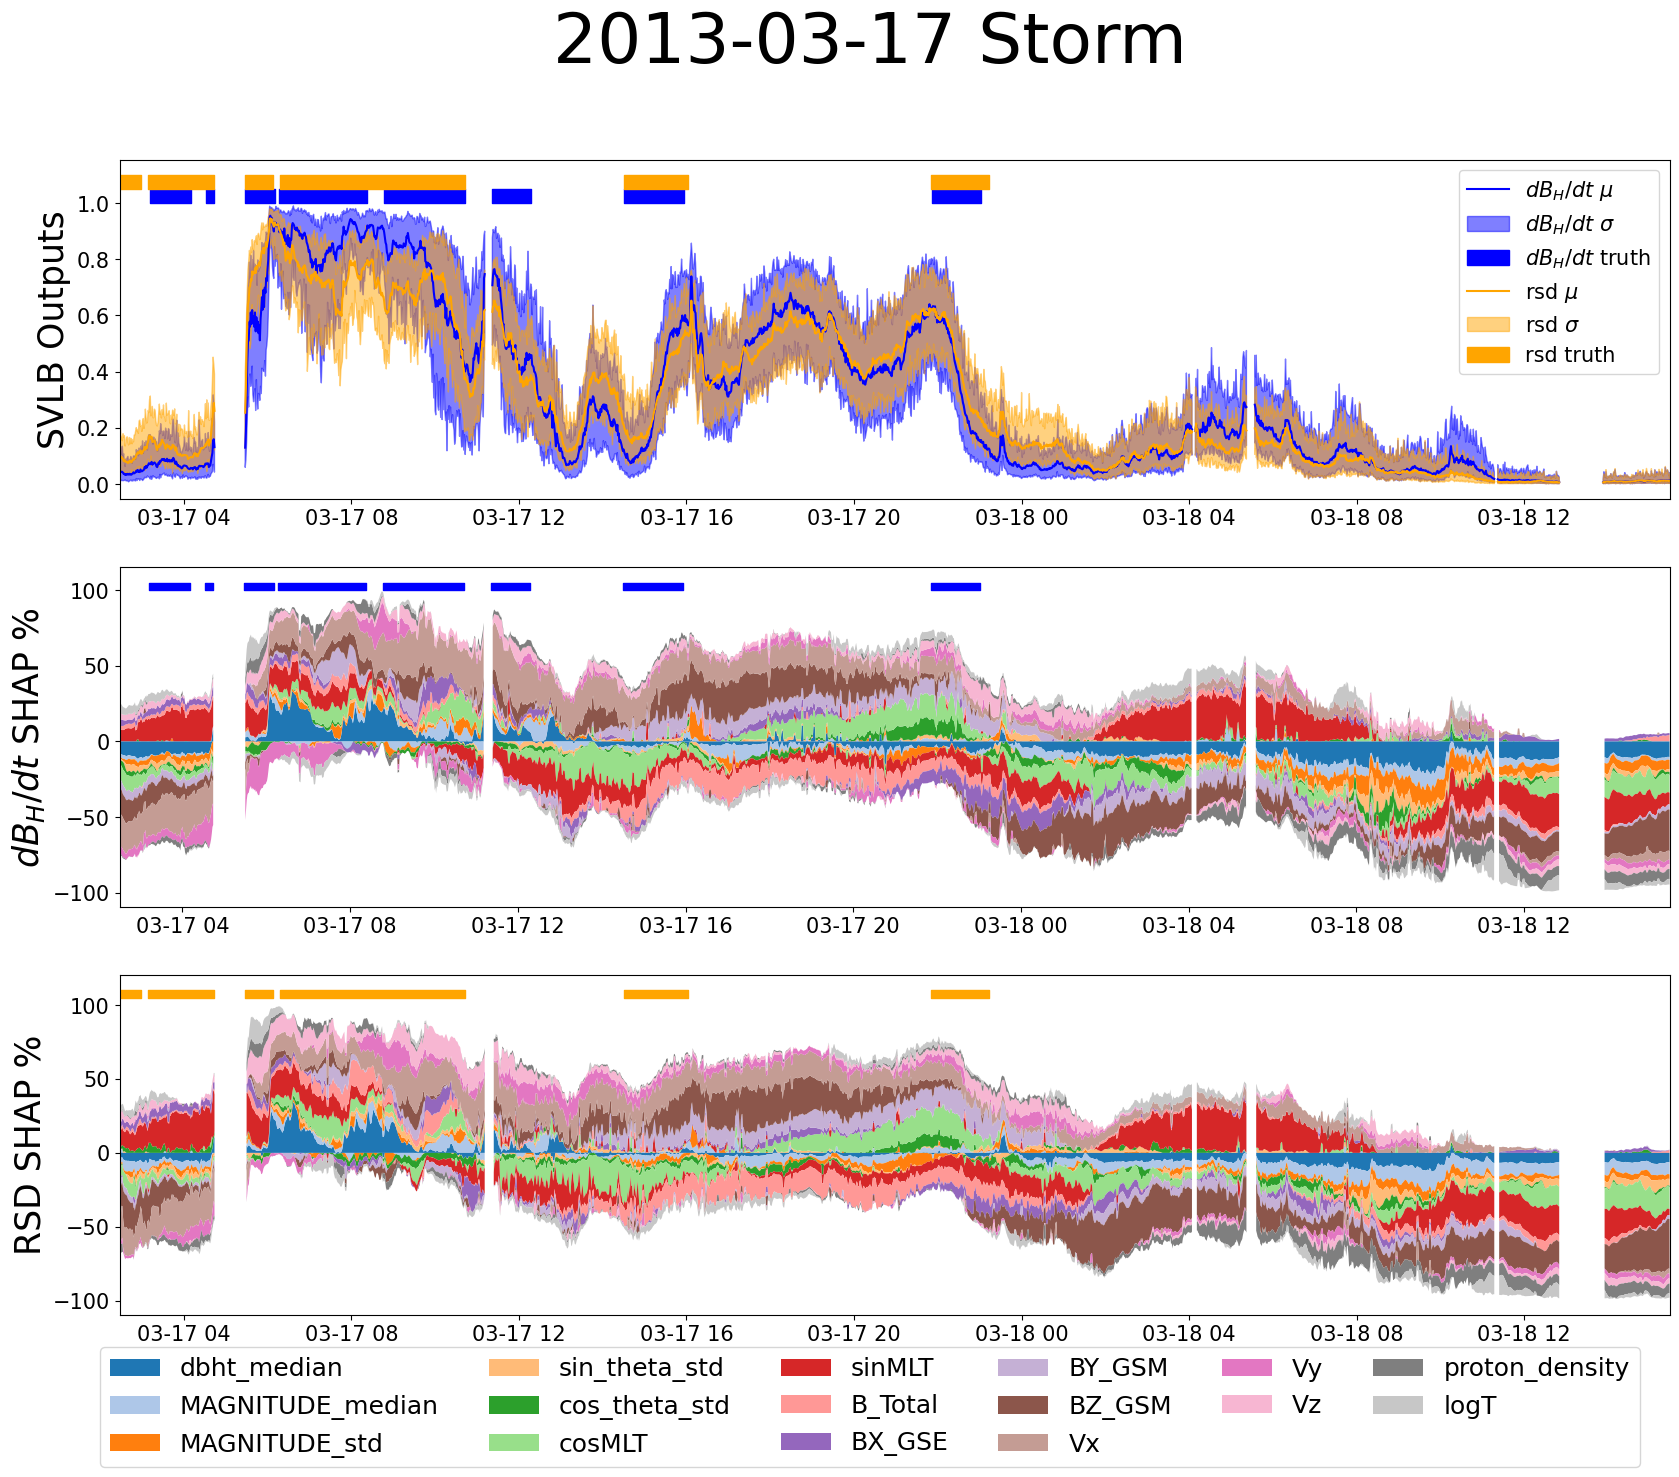 2013-03-17 Storm
SVLB Outputs
1.0
0.8
0.6
0.4
0.2
0.0
dB_H/dt μ
dB_H/dt σ
dB_H/dt truth
rsd μ
rsd σ
rsd truth
03-17 04 03-17 08 03-17 12 03-17 16 03-17 20 03-18 00 03-18 04 03-18 08 03-18 12
dB_H/dt SHAP %
100
50
0
−50
−100
03-17 04 03-17 08 03-17 12 03-17 16 03-17 20 03-18 00 03-18 04 03-18 08 03-18 12
RSD SHAP %
100
50
0
−50
−100
03-17 04 03-17 08 03-17 12 03-17 16 03-17 20 03-18 00 03-18 04 03-18 08 03-18 12
dbht_median sin_theta_std sinMLT BY_GSM Vy proton_density
MAGNITUDE_median cos_theta_std B_Total BZ_GSM Vz logT
MAGNITUDE_std cosMLT BX_GSE Vx